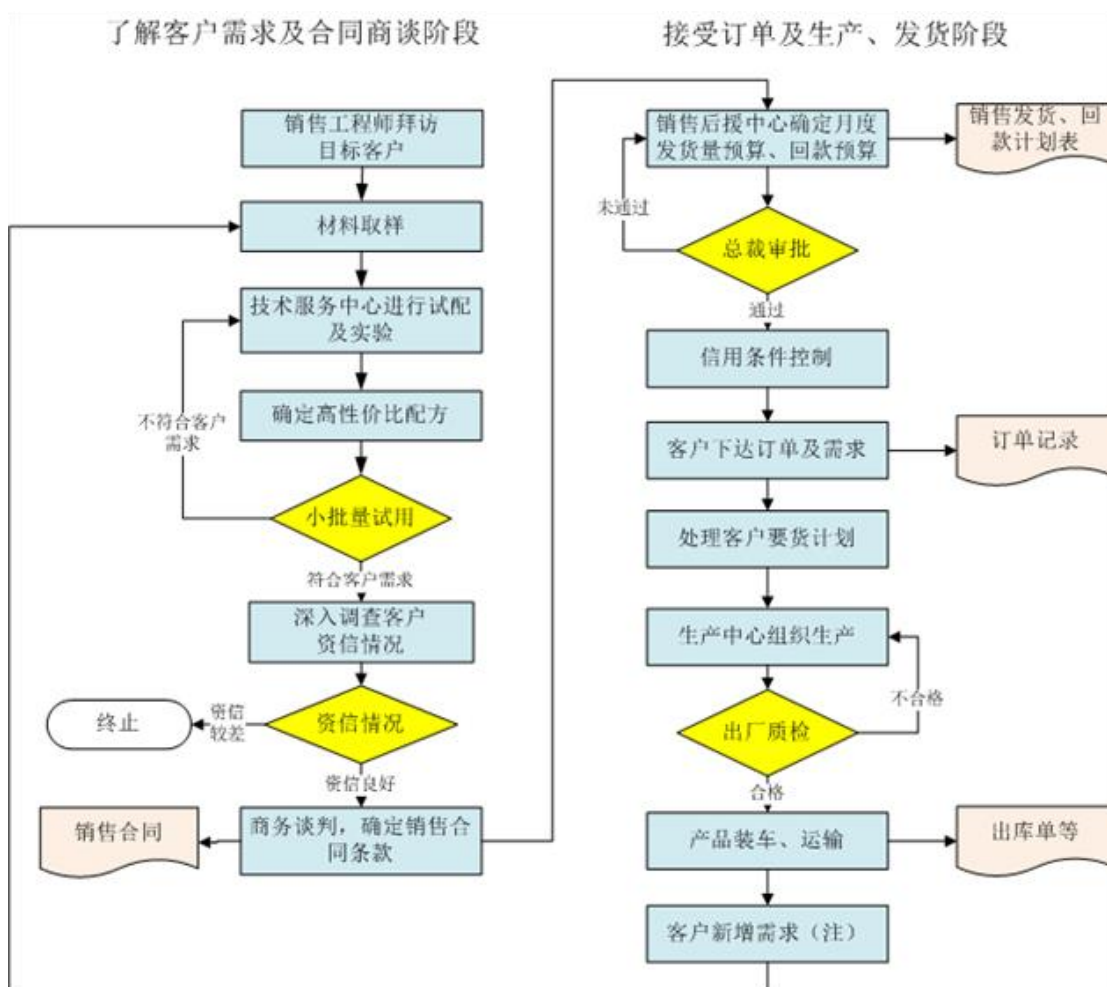 了解客户需求及合同商谈阶段
销售工程师拜访
目标客户
材料取样
技术服务中心进行试配
及实验
确定高性价比配方
不符合客户
需求
小批量试用
符合客户需求
深入调查客户
资信情况
终止
资信
较差
资信情况
资信良好
销售合同
商务谈判，确定销售合
同条款
接受订单及生产、发货阶段
销售后援中心确定月度
发货量预算、回款预算
销售发货、回
款计划表
未通过
总裁审批
通过
信用条件控制
客户下达订单及需求
订单记录
处理客户要货计划
生产中心组织生产
不合格
出厂质检
合格
产品装车、运输
出库单等
客户新增需求（注）